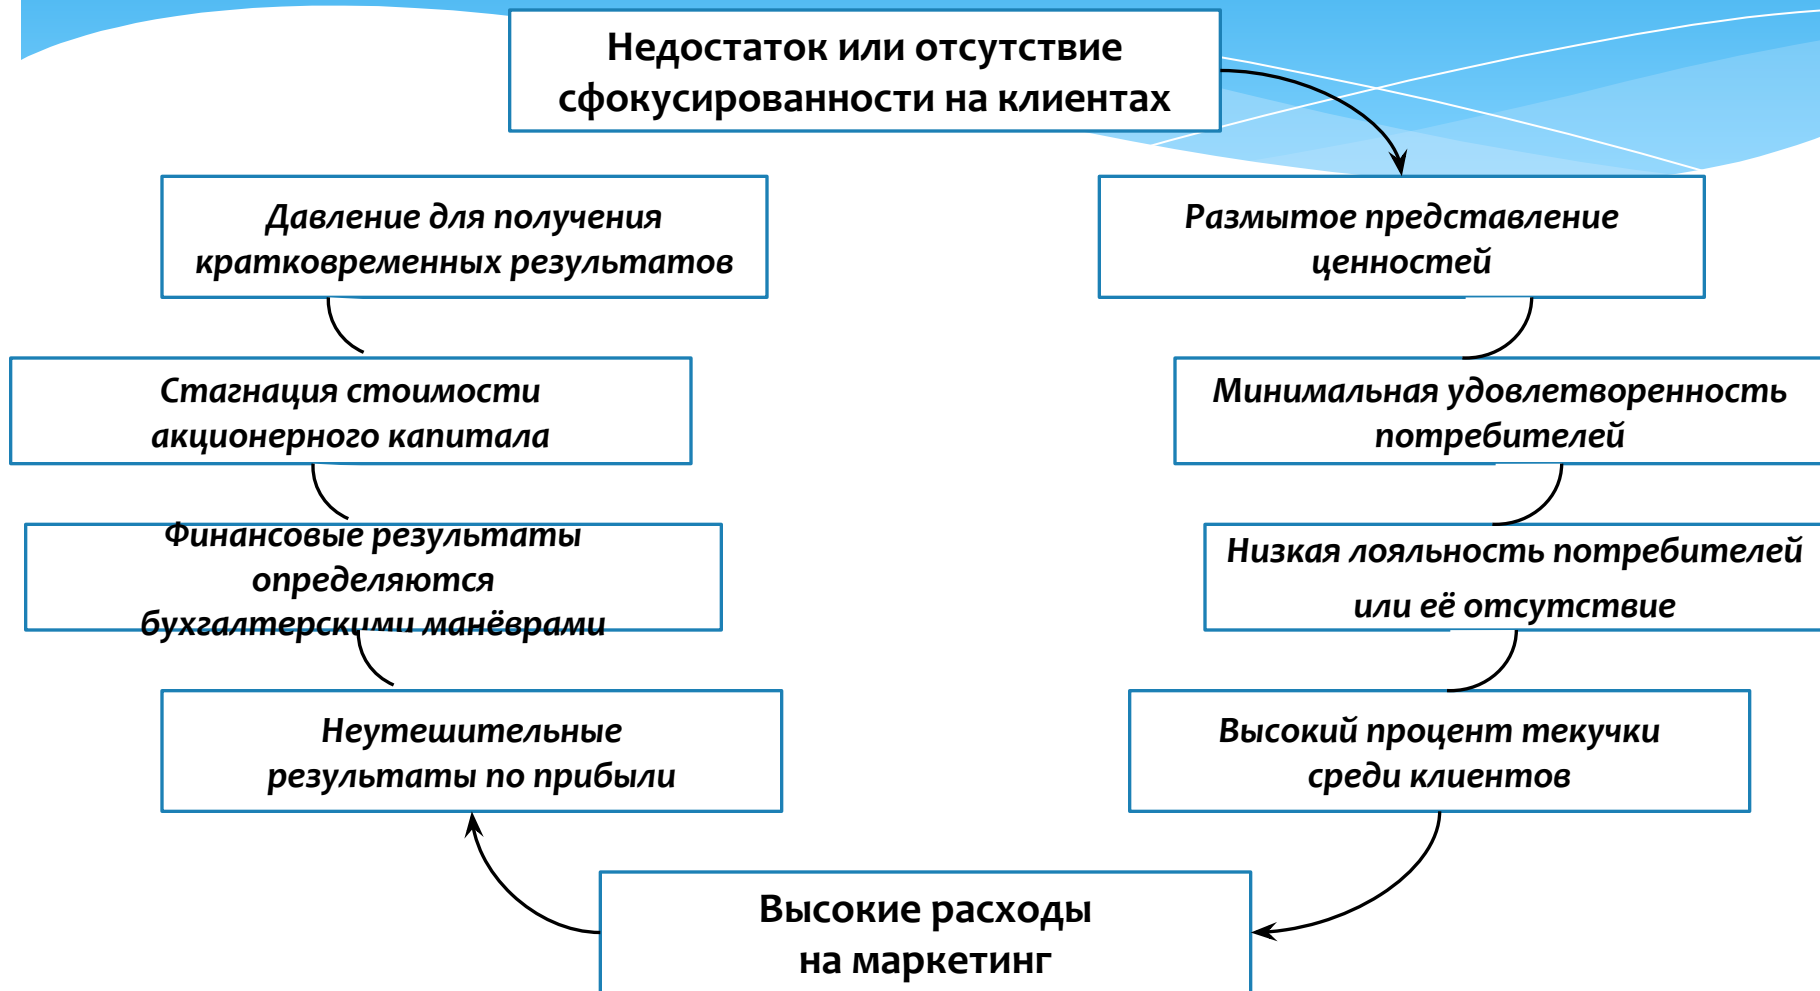 Недостаток или отсутствие
сфокусированности на клиентах
Давление для получения
кратковременных результатов
Размытое представление
ценностей
Стагнация стоимости
акционерного капитала
Минимальная удовлетворенность
потребителей
Финансовые результаты
определяются
бухгалтерскими манёврами
Низкая лояльность потребителей
или её отсутствие
Неутешительные
результаты по прибыли
Высокий процент текучки
среди клиентов
Высокие расходы
на маркетинг